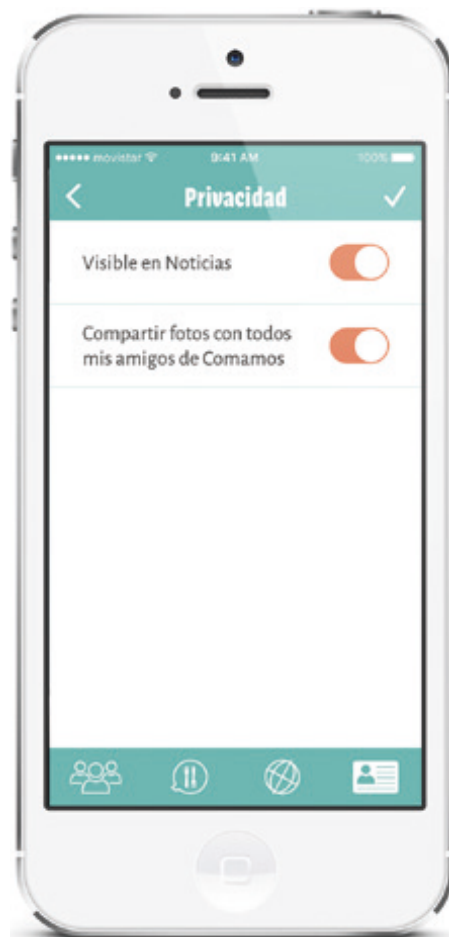 movistar 9:41 AM 100%
Privacidad
Visible en Noticias
Compartir fotos con todos
mis amigos de Comamos